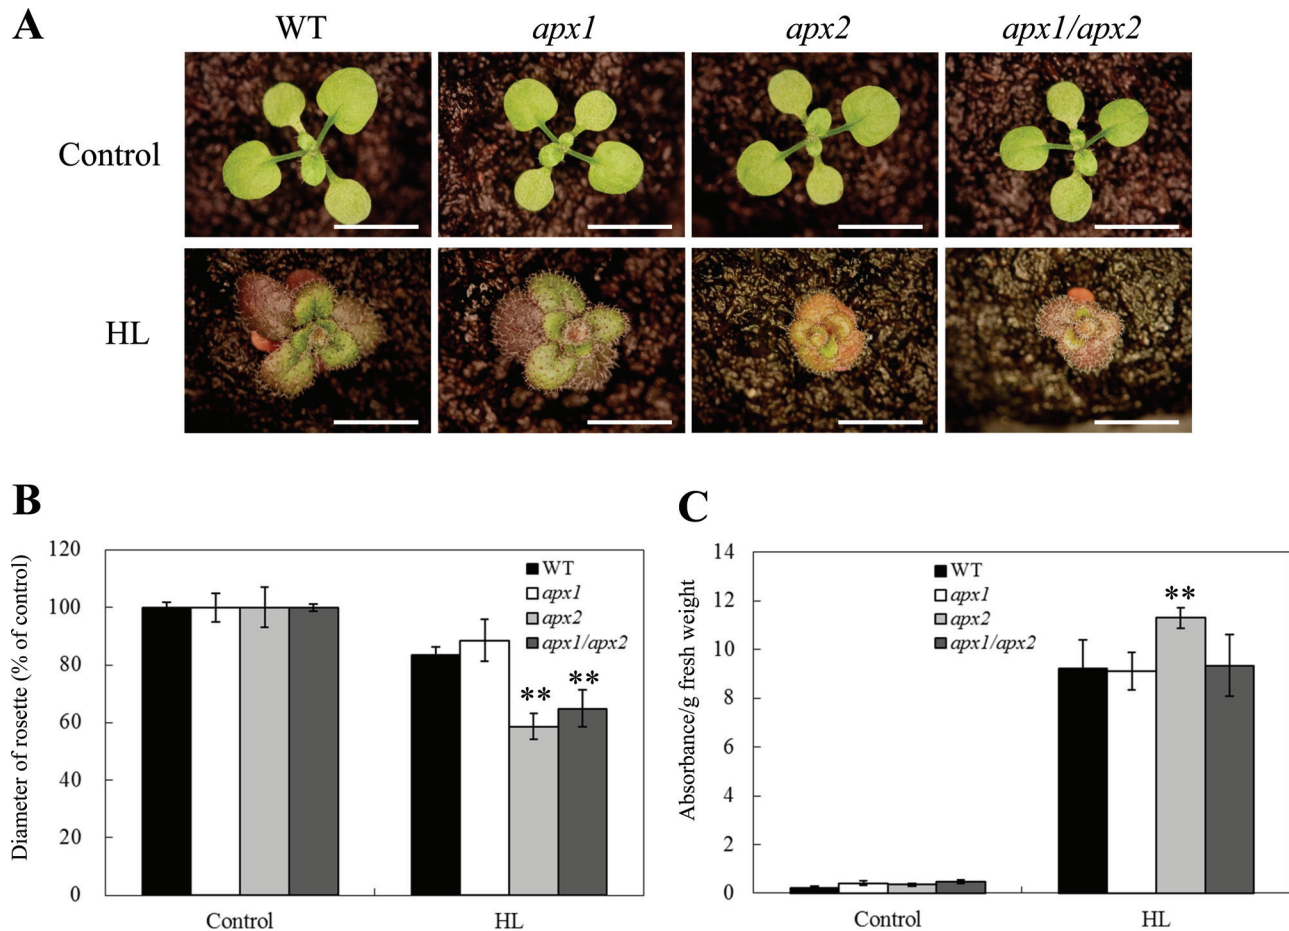 A
WT
apx1
apx2
apx1/apx2
Control
HL
B
Diameter of rosette (% of control)
120
100
80
60
40
20
0
WT
apx1
apx2
apx1/apx2
**
**
Control
HL
C
Absorbance/g fresh weight
14
12
10
8
6
4
2
0
WT
apx1
apx2
apx1/apx2
**
Control
HL